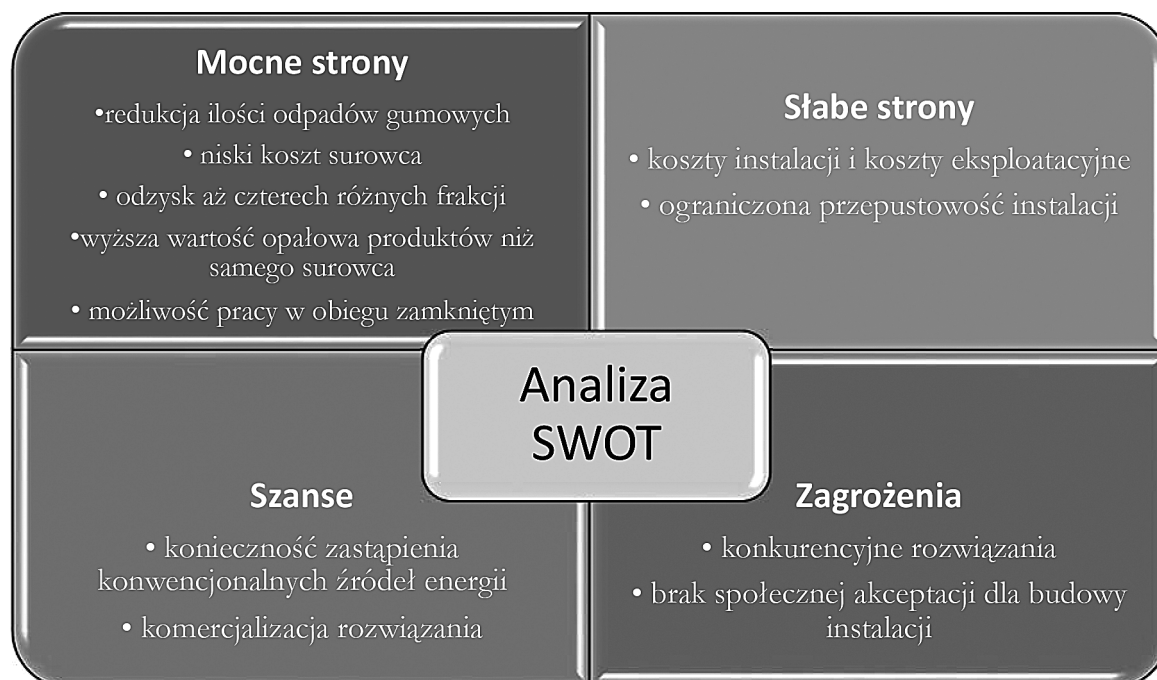 Mocne strony
•redukcja ilości odpadów gumowych
• niski koszt surowca
• odzysk aż czterech różnych frakcji
•wyższa wartość opałowa produktów niż
samego surowca
• możliwość pracy w obiegu zamkniętym
Słabe strony
• koszty instalacji i koszty eksploatacyjne
• ograniczona przepustowość instalacji
Analiza
SWOT
Szanse
• konieczność zastąpienia
konwencjonalnych źródeł energii
• komercjalizacja rozwiązania
Zagrożenia
• konkurencyjne rozwiązania
• brak społecznej akceptacji dla budowy
instalacji